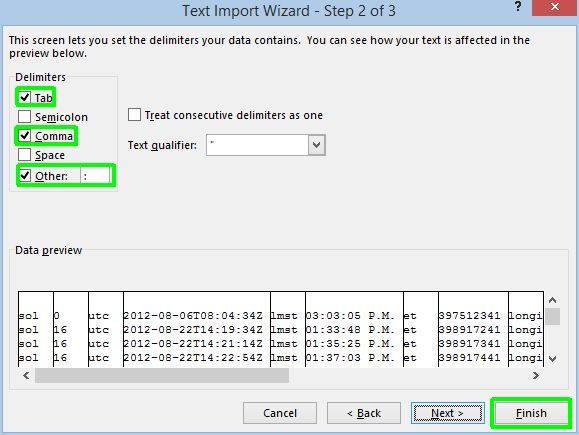 Text Import Wizard - Step 2 of 3
? ×
This screen lets you set the delimiters your data contains. You can see how your text is affected in the
preview below.
Delimiters
Tab
Semicolon
Comma
Space
Other: :
Treat consecutive delimiters as one
Text qualifier: "
Data preview
sol 0 utc 2012-08-06T08:04:34Z lmst 03:03:05 P.M. et 397512341 longi
sol 16 utc 2012-08-22T14:19:34Z lmst 01:33:48 P.M. et 398917241 longi
sol 16 utc 2012-08-22T14:21:14Z lmst 01:35:25 P.M. et 398917341 longi
sol 16 utc 2012-08-22T14:22:54Z lmst 01:37:03 P.M. et 398917441 longi
Cancel < Back Next > Finish